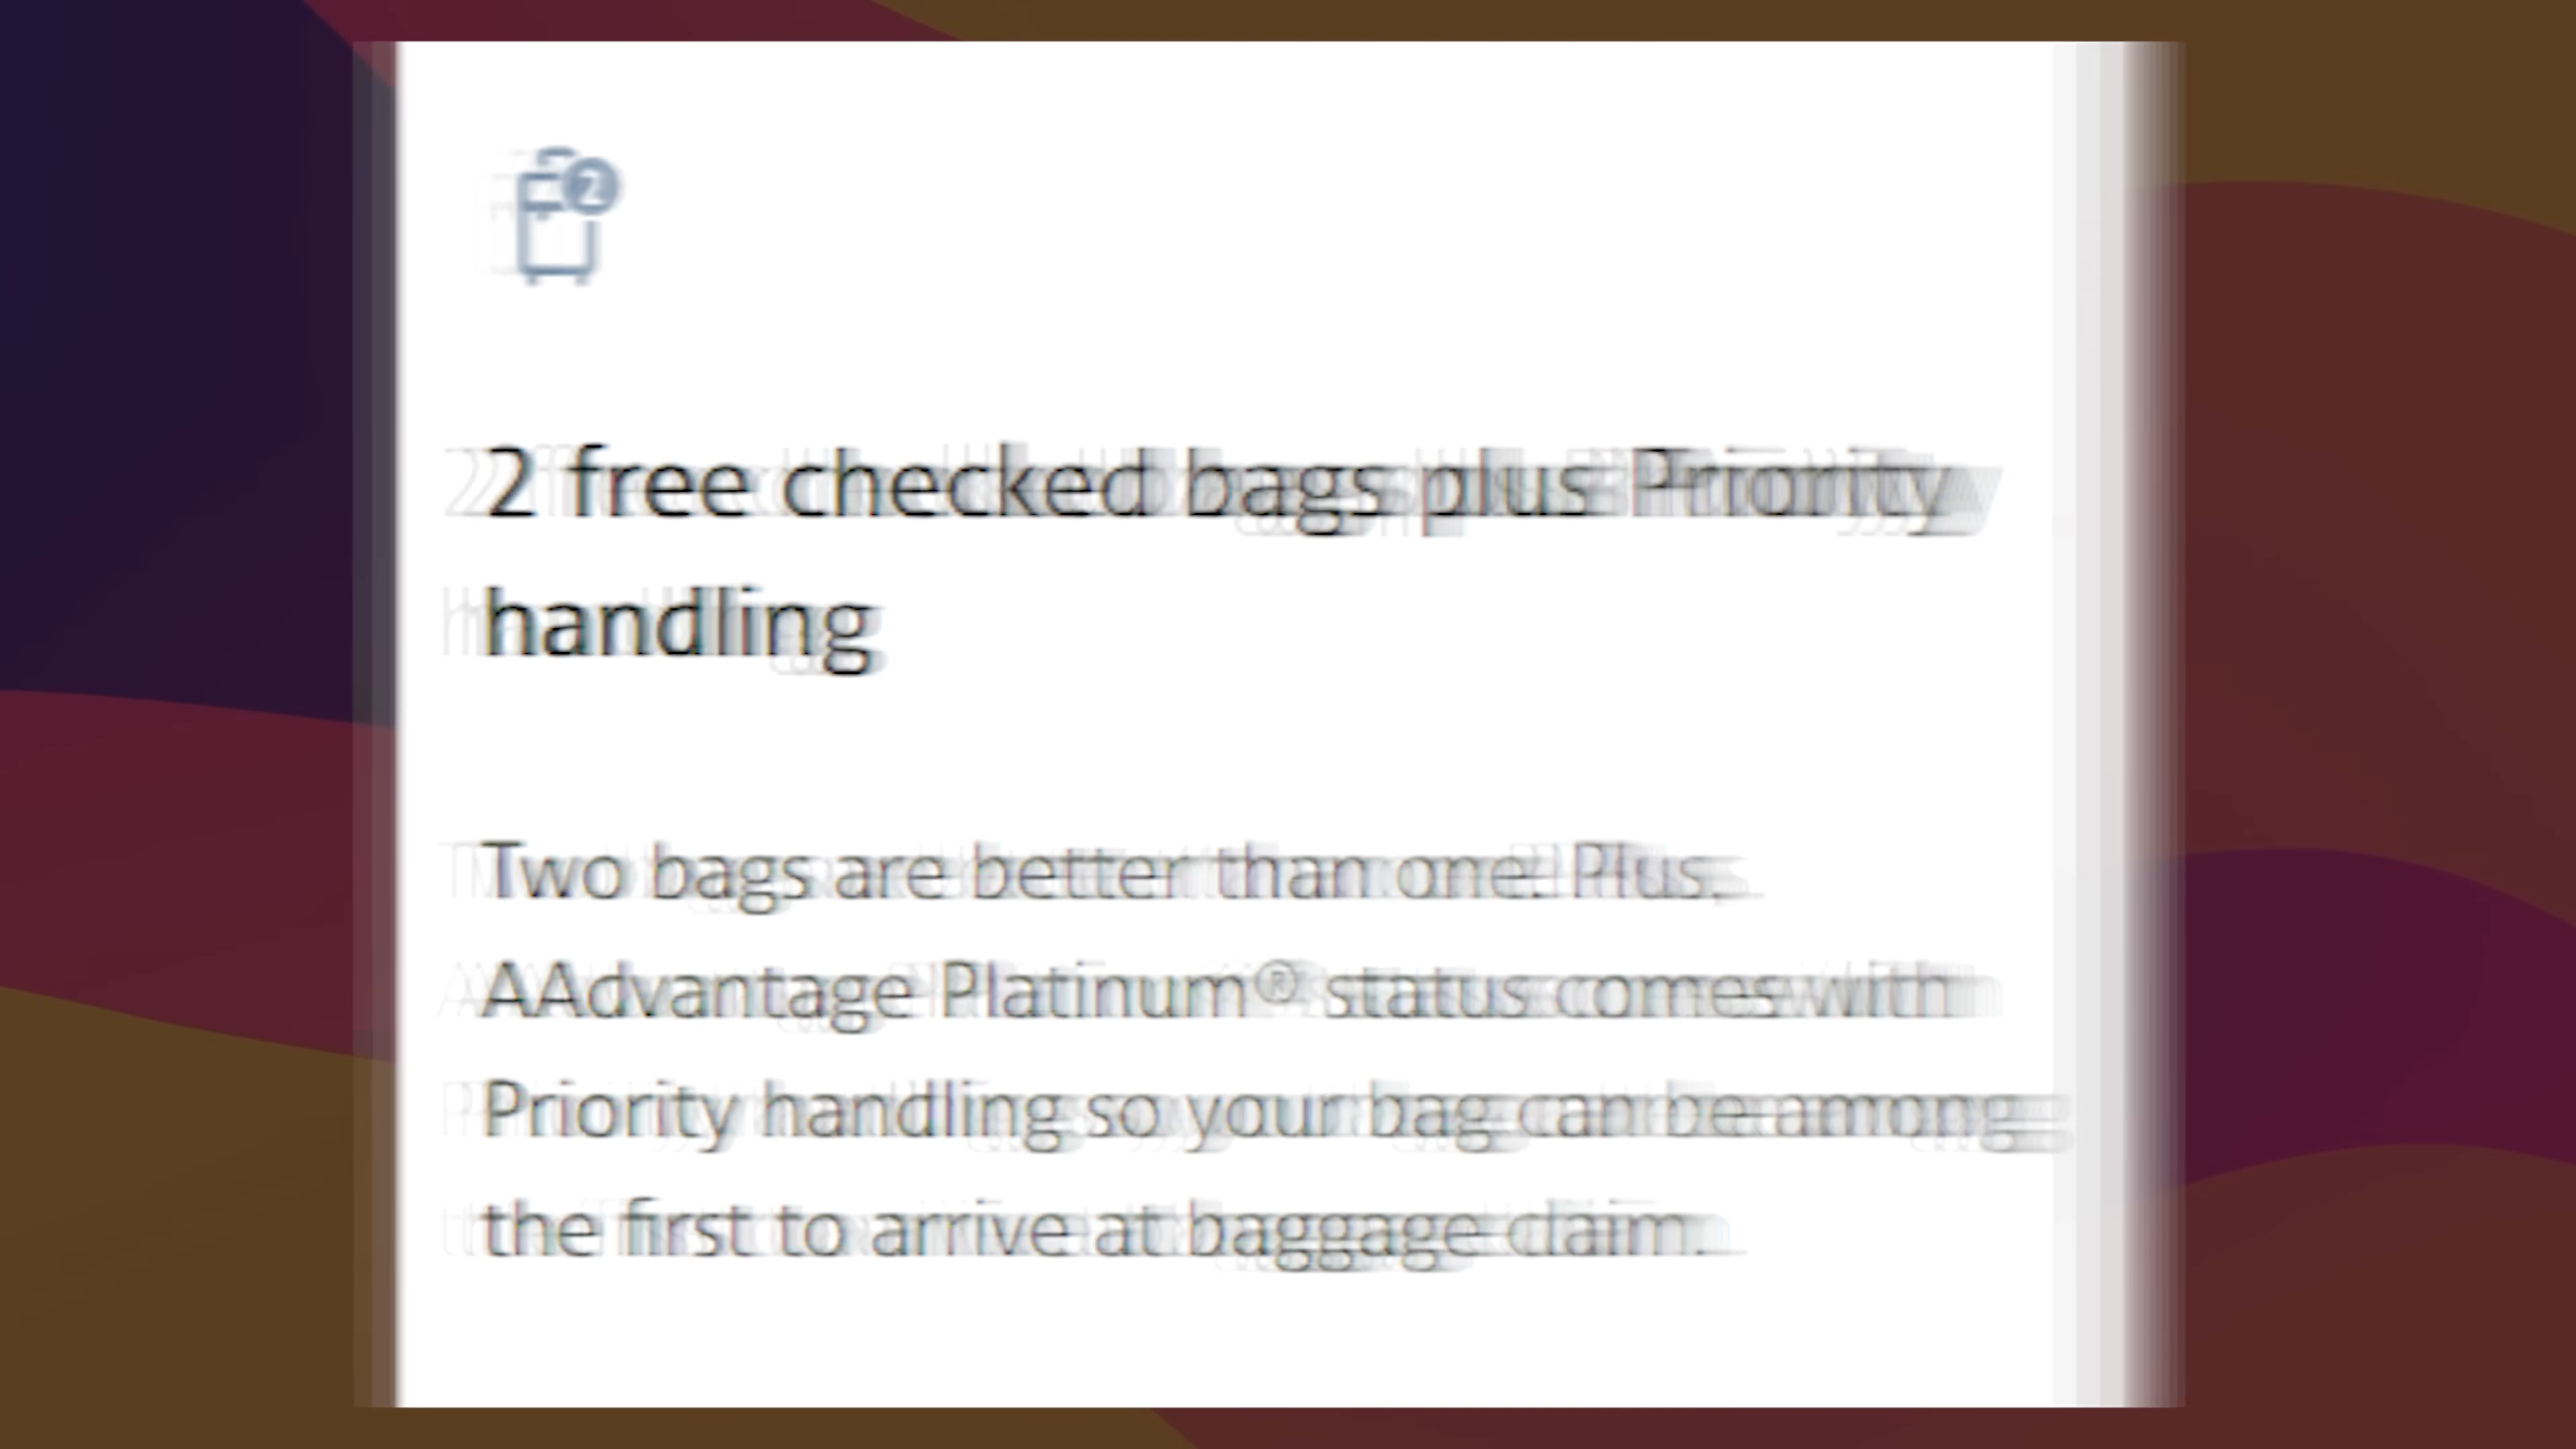 2
2 free checked bags plus Priority
handling
Two bags are better than one! Plus,
AAdvantage Platinum® status comes with
Priority handling so your bag can be among
the first to arrive at baggage claim.